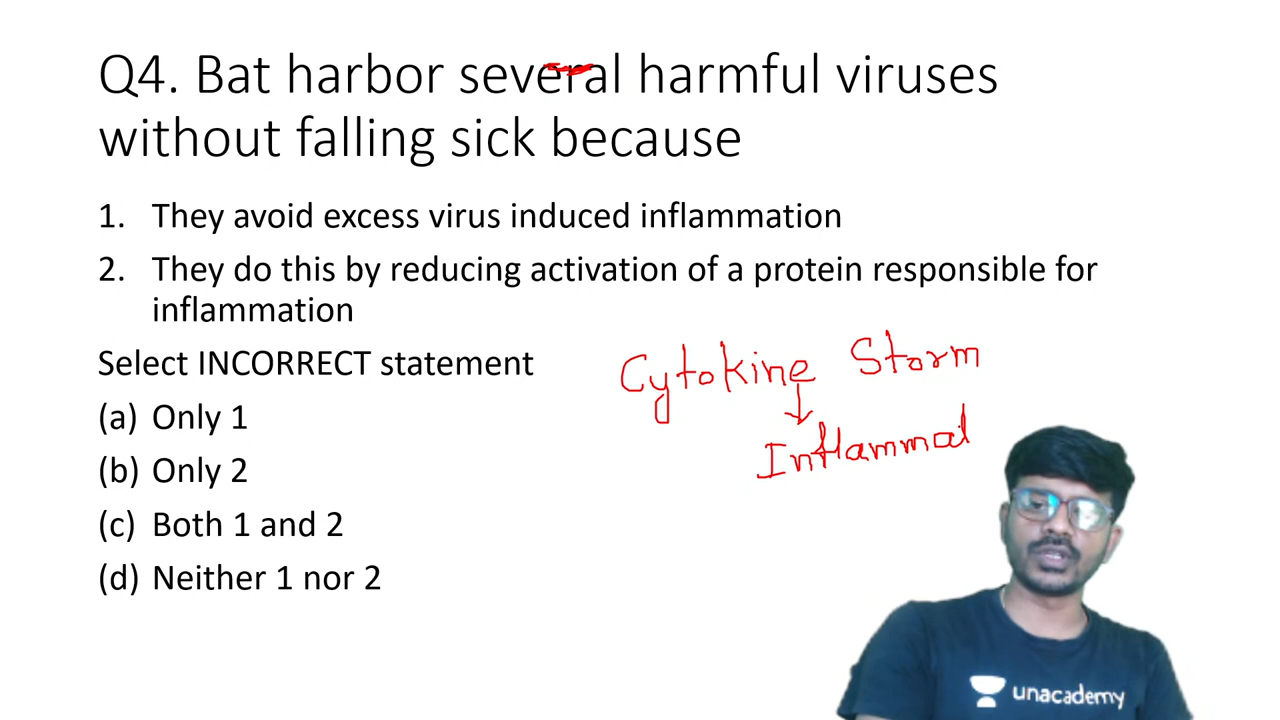 Q4. Bat harbor several harmful viruses
without falling sick because
1. They avoid excess virus induced inflammation
2. They do this by reducing activation of a protein responsible for
inflammation
Select INCORRECT statement
(a) Only 1
(b) Only 2
(c) Both 1 and 2
(d) Neither 1 nor 2
Cytokine Storm
Inflammat
unacademy